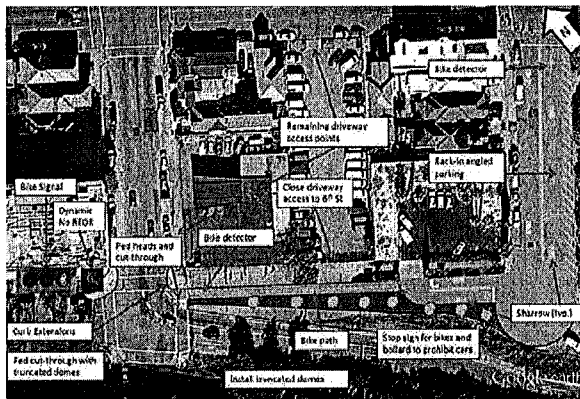 Bike detector
Remaining driveway
access points
Back-in angled
parking
Bike Signal
Close driveway
access to 6th St
Dynamic
No RTOR
Ped heads and
cut-through
Bike detector
Curb Extensions
Bike path
Stop sign for bikes and
bollard to prohibit cars
Sharrow (typ.)
Ped cut-through with
truncated domes
Install truncated domes
Google